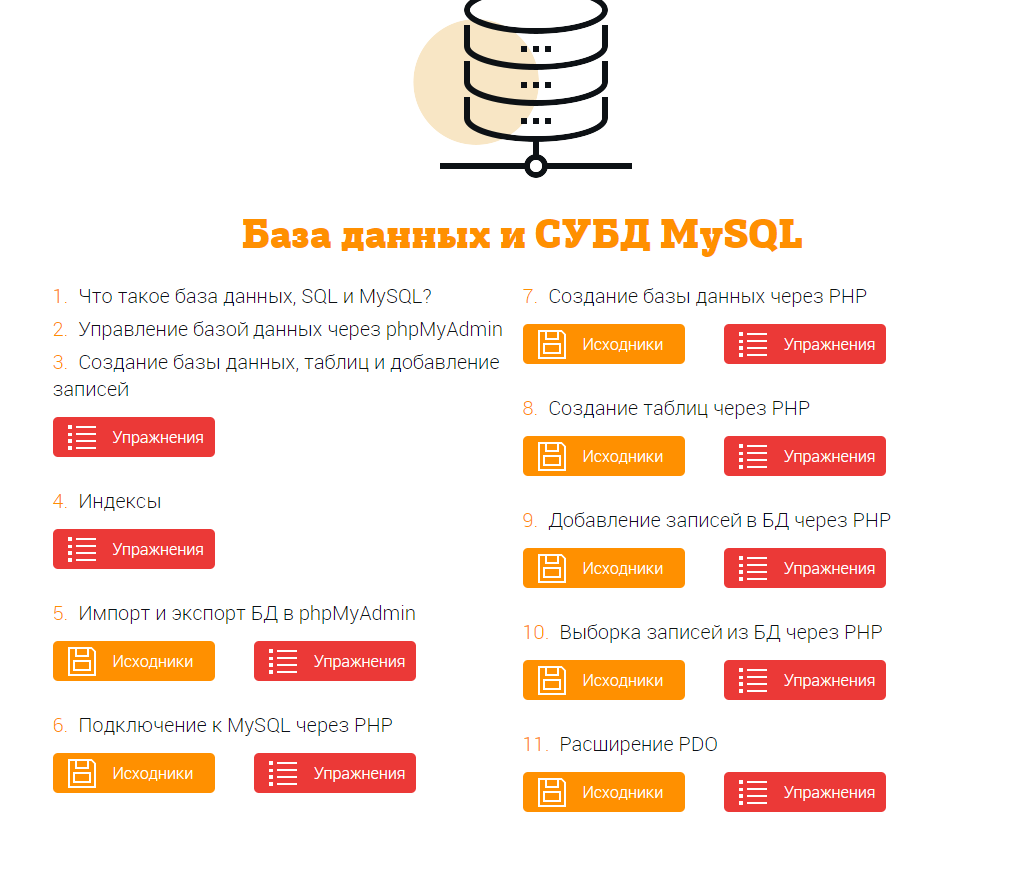 База данных и СУБД MySQL
1. Что такое база данных, SQL и MySQL?
2. Управление базой данных через phpMyAdmin
3. Создание базы данных, таблиц и добавление
записей
Упражнения
4. Индексы
Упражнения
5. Импорт и экспорт БД в phpMyAdmin
Исходники Упражнения
6. Подключение к MySQL через PHP
Исходники Упражнения
7. Создание базы данных через PHP
Исходники Упражнения
8. Создание таблиц через PHP
Исходники Упражнения
9. Добавление записей в БД через PHP
Исходники Упражнения
10. Выборка записей из БД через PHP
Исходники Упражнения
11. Расширение PDO
Исходники Упражнения